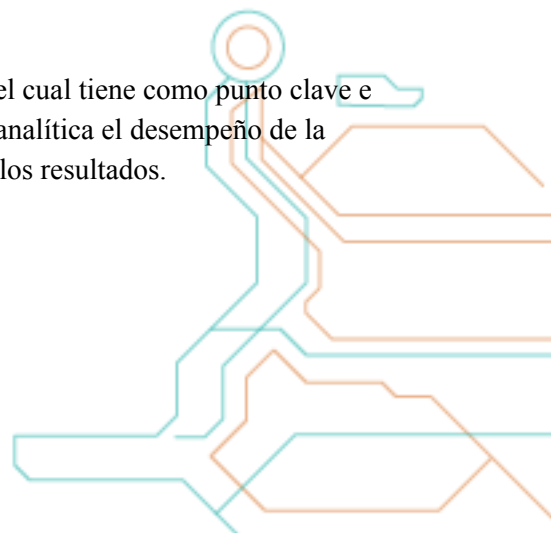 el cual tiene como punto clave e
analítica el desempeño de la
los resultados.